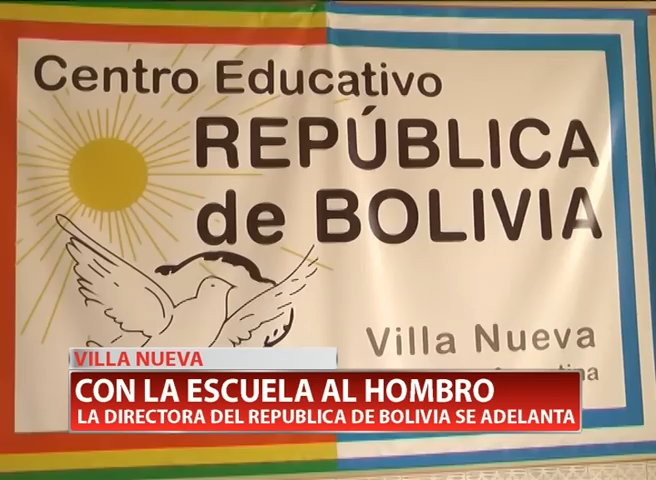 Centro Educativo
REPÚBLICA
de BOLIVIA
Villa Nueva
VILLA NUEVA
CON LA ESCUELA AL HOMBRO
LA DIRECTORA DEL REPUBLICA DE BOLIVIA SE ADELANTA